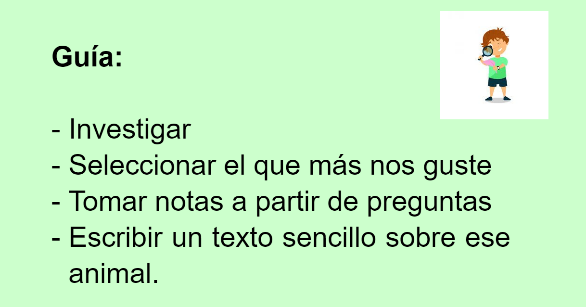 Guía:
- Investigar
- Seleccionar el que más nos guste
- Tomar notas a partir de preguntas
- Escribir un texto sencillo sobre ese
animal.